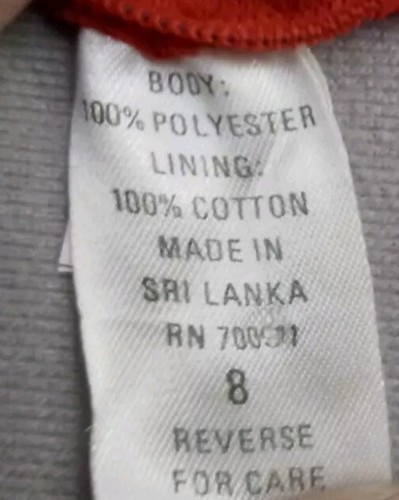 BODY:
100% POLYESTER
LINING:
100% COTTON
MADE IN
SRI LANKA
RN
8
REVERSE
FOR CARE